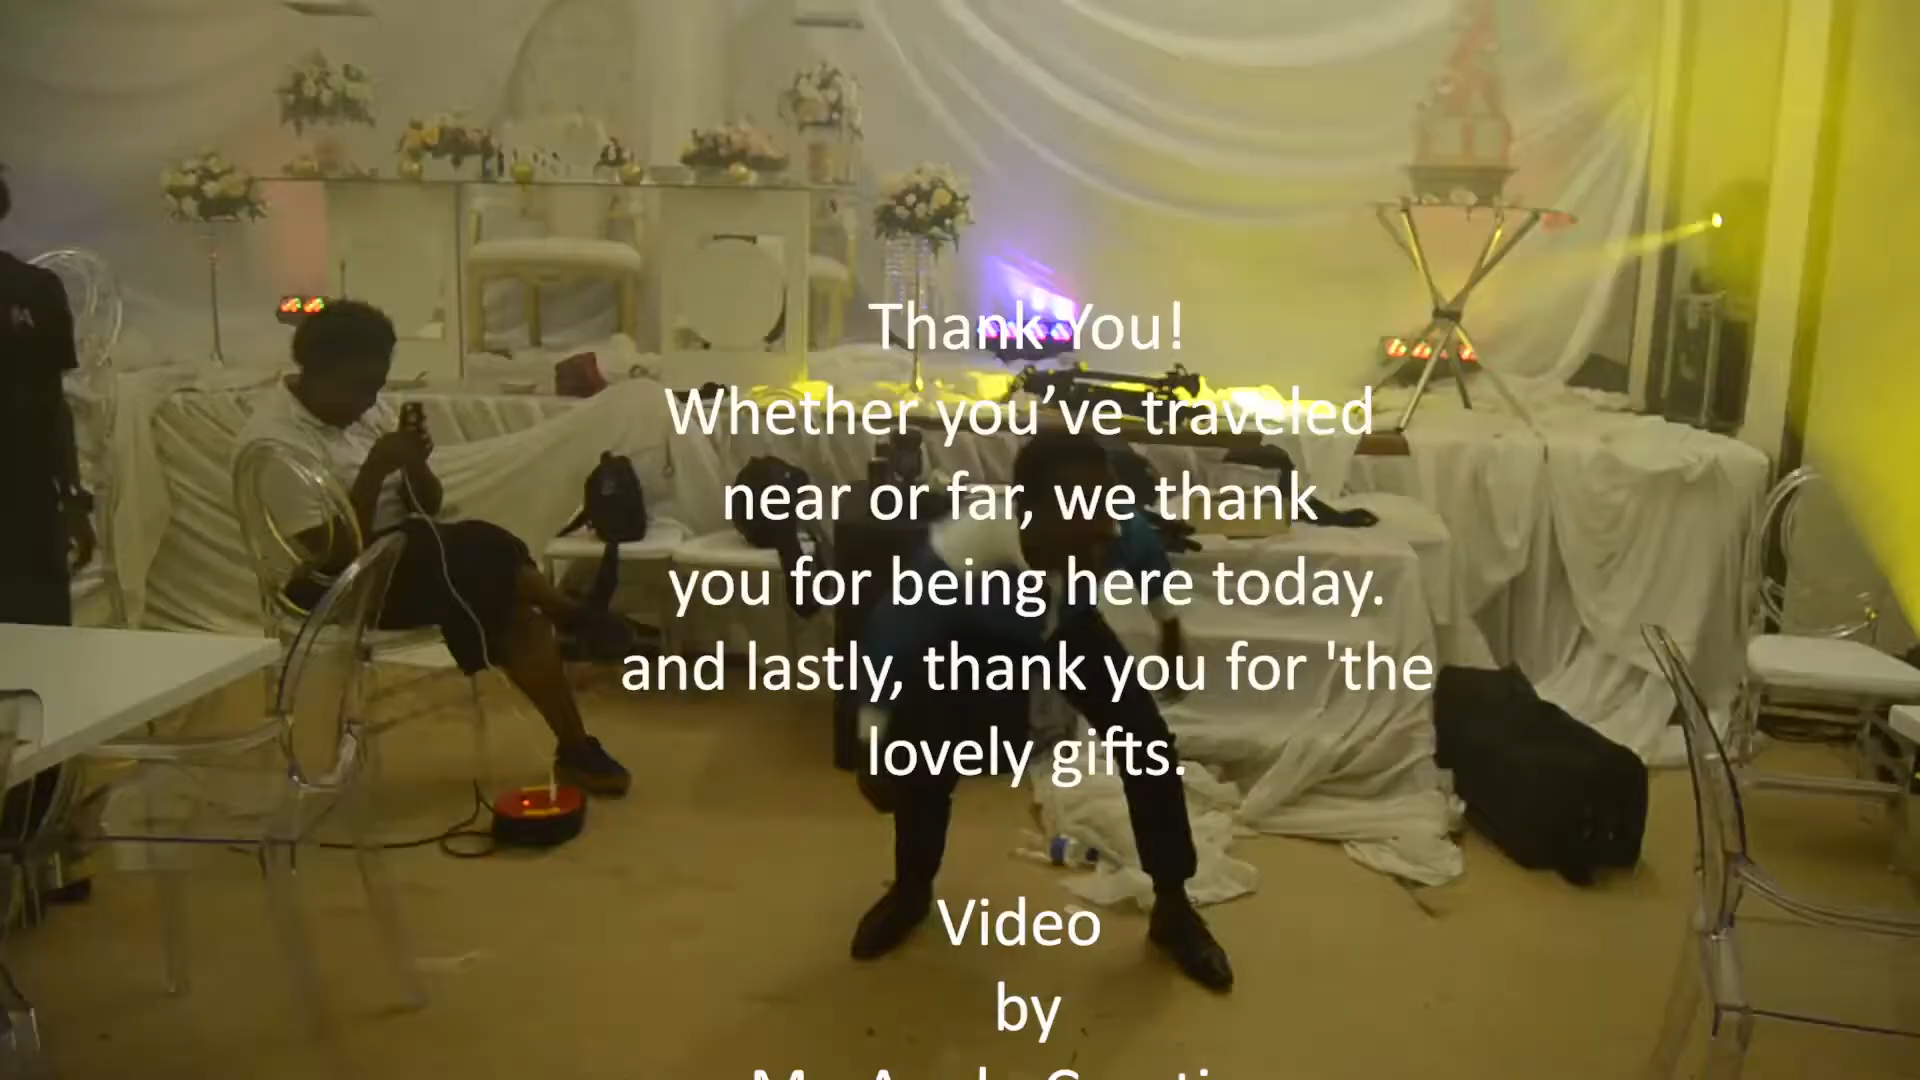 Thank You!
Whether you’ve traveled
near or far, we thank
you for being here today.
and lastly, thank you for 'the
lovely gifts.
Video
by